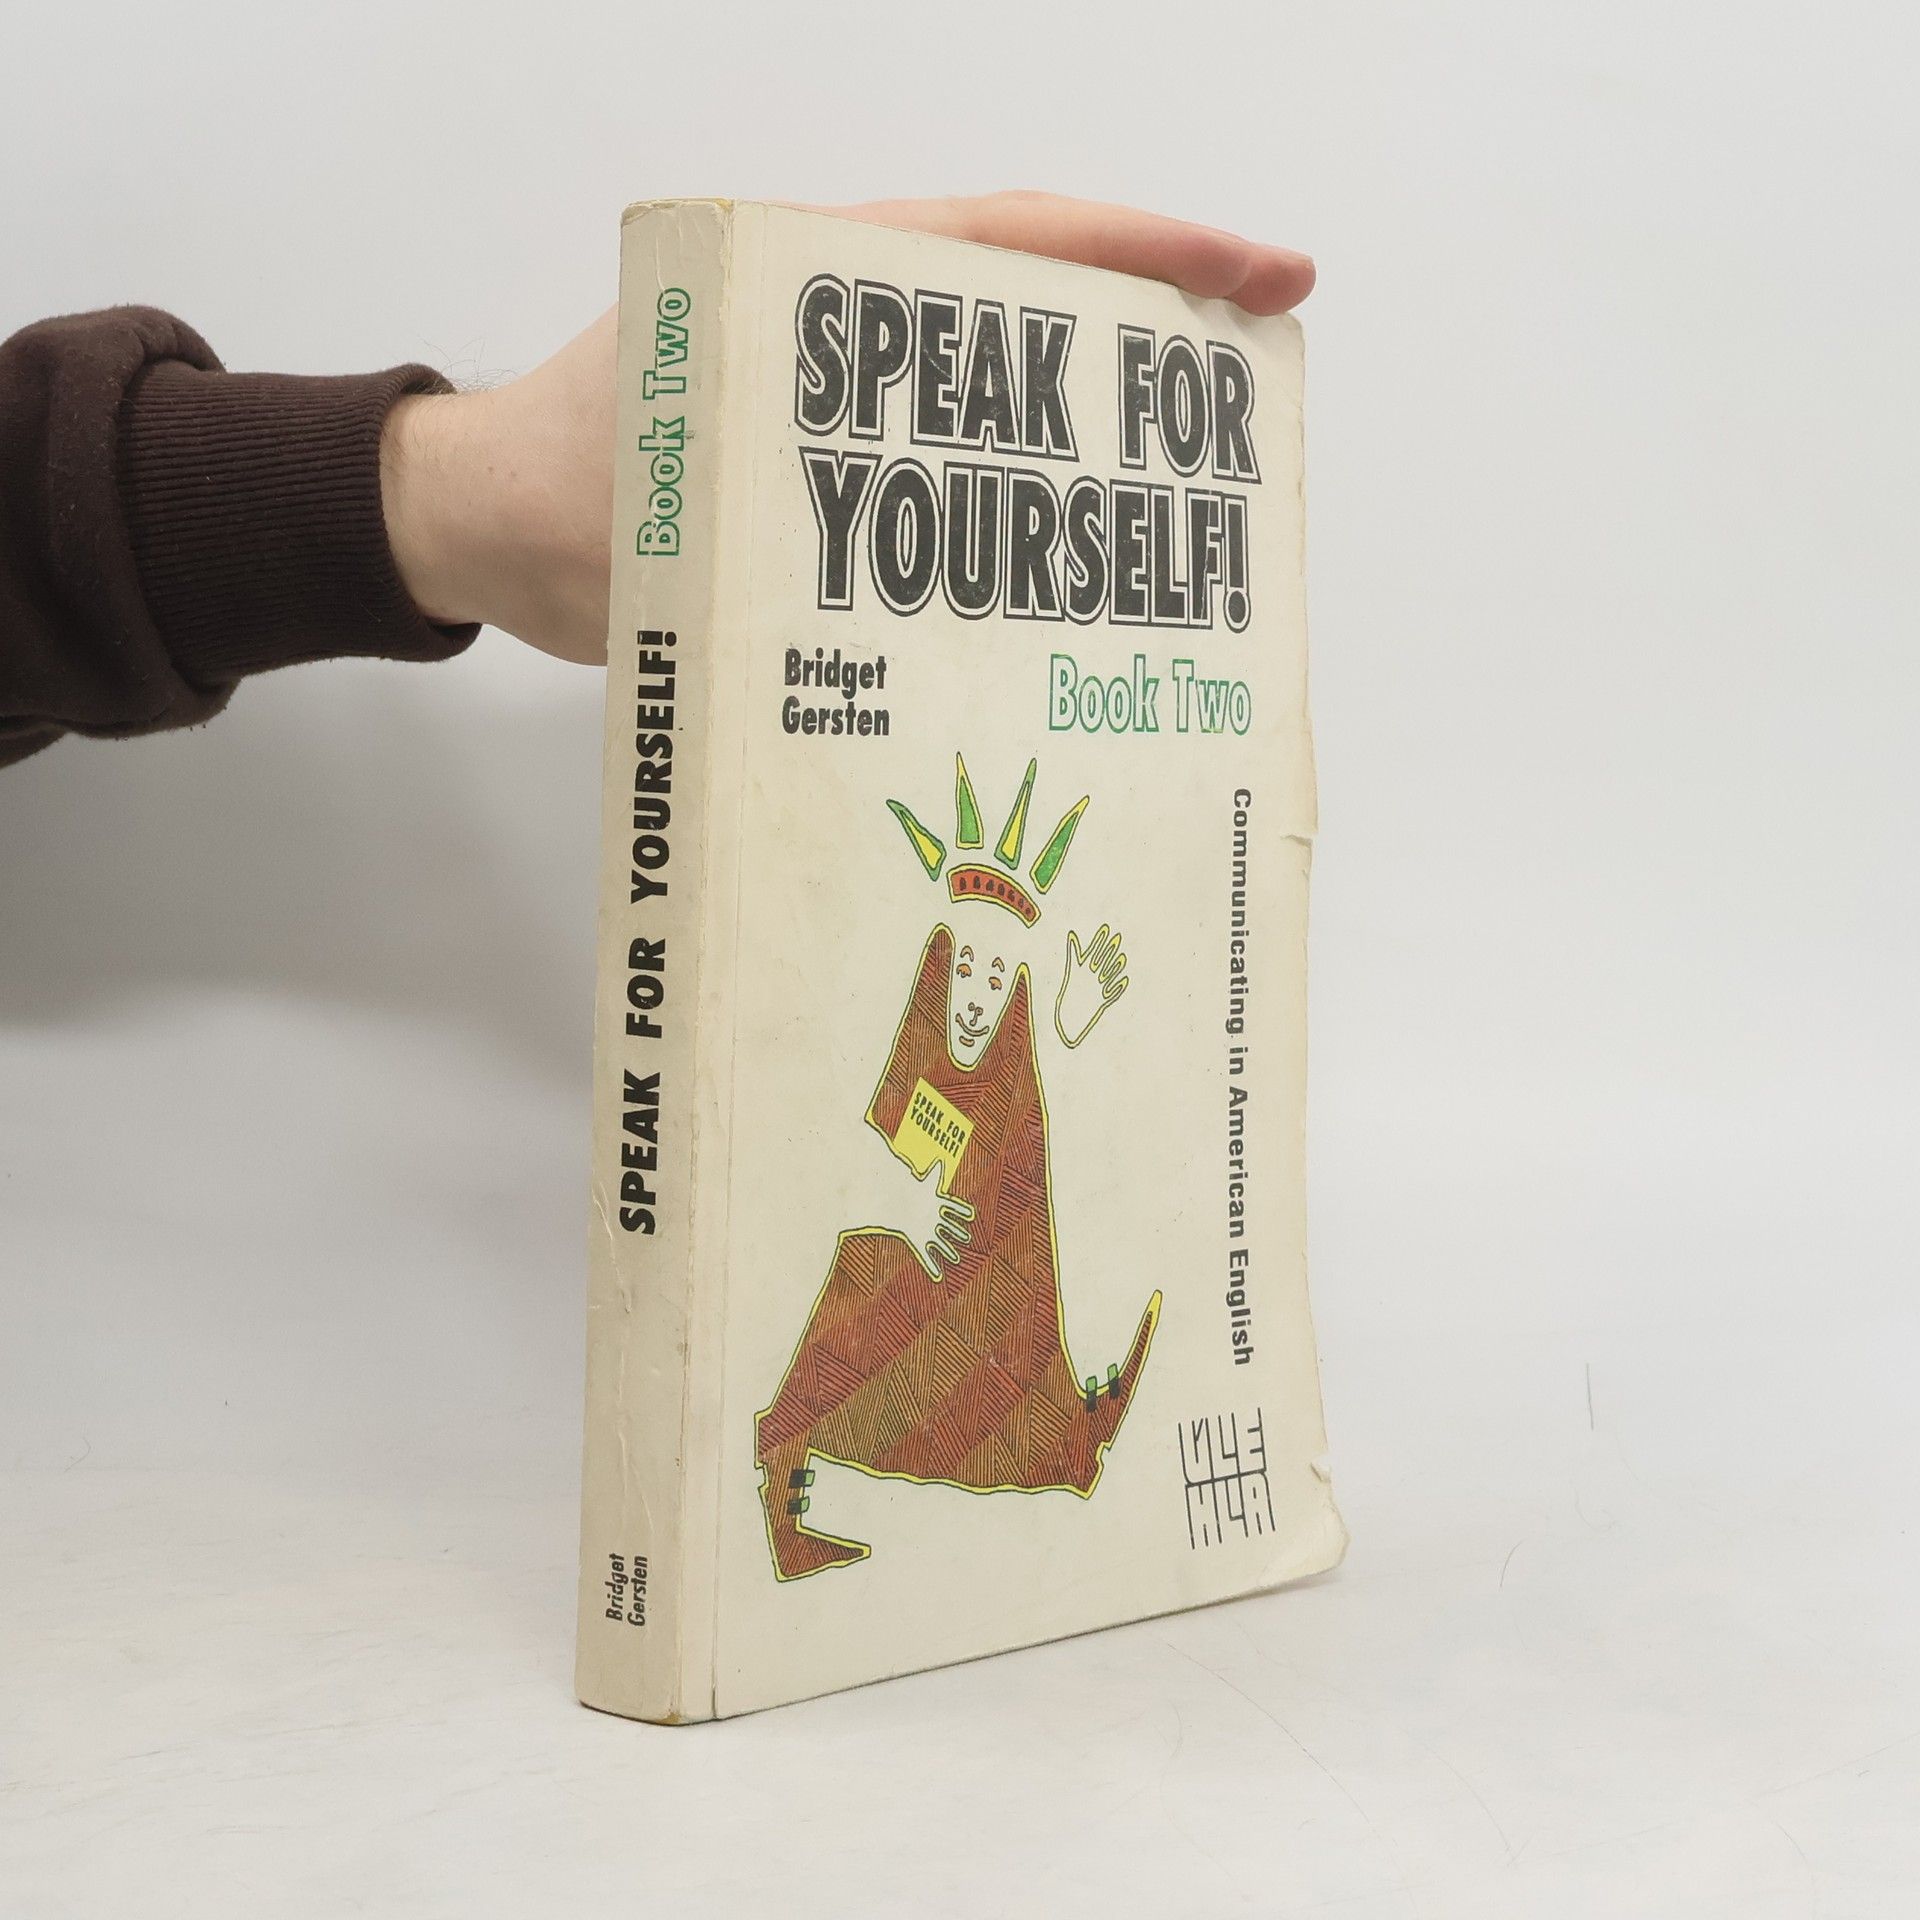 Book Two
SPEAK FOR YOURSELF!
Bridget
Gersten
SPEAK FOR
YOURSELF!
Bridget
Gersten
Book Two
Communicating in American English
SPEAK FOR
YOURSELF!